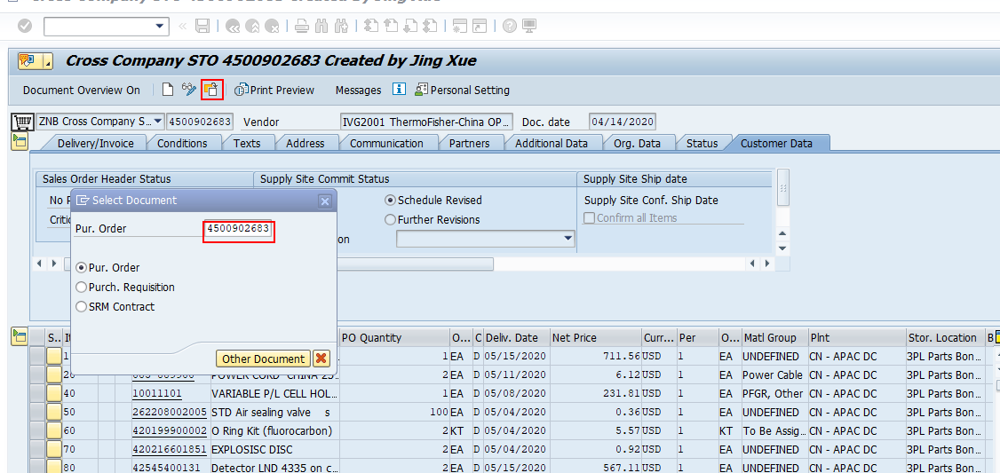 Cross Company STO 4500902683 Created by Jing Xue
Cross Company STO 4500902683 Created by Jing Xue
Document Overview On Print Preview Messages Personal Setting
ZNB Cross Company S... 4500902683 Vendor IVG2001 ThermoFisher-China OP... Doc. date 04/14/2020
Delivery/Invoice Conditions Texts Address Communication Partners Additional Data Org. Data Status Customer Data
Sales Order Header Status Supply Site Commit Status Supply Site Ship date
No Schedule Revised Supply Site Conf. Ship Date
Critic Further Revisions Confirm all Items
on
Select Document
Pur. Order 4500902683
Pur. Order
Purch. Requisition
SRM Contract
Other Document
S.. It PO Quantity O... C Deliv. Date Net Price Curr... Per O... Matl Group Plnt Stor. Location B
1 1 EA D 05/15/2020 711.56 USD 1 EA UNDEFINED CN - APAC DC 3PL Parts Bon...
20 POWER CORD CHINA 2 EA D 05/11/2020 6.12 USD 1 EA Power Cable CN - APAC DC 3PL Parts Bon...
40 10011101 VARIABLE P/L CELL HOL... 1 EA D 05/08/2020 231.81 USD 1 EA PFGR, Other CN - APAC DC 3PL Parts Bon...
50 262208002005 STD Air sealing valve s 100 EA D 05/04/2020 0.36 USD 1 EA UNDEFINED CN - APAC DC 3PL Parts Bon...
60 420199900002 O Ring Kit (fluorocarbon) 2 KT D 05/04/2020 5.57 USD 1 KT To Be Assig... CN - APAC DC 3PL Parts Bon...
70 420216601851 EXPLOSISC DISC 2 EA D 05/04/2020 0.92 USD 1 EA UNDEFINED CN - APAC DC 3PL Parts Bon...
80 42545400131 Detector LND 4335 on c... 2 EA D 05/15/2020 567.11 USD 1 EA UNDEFINED CN - APAC DC 3PL Parts Bon...